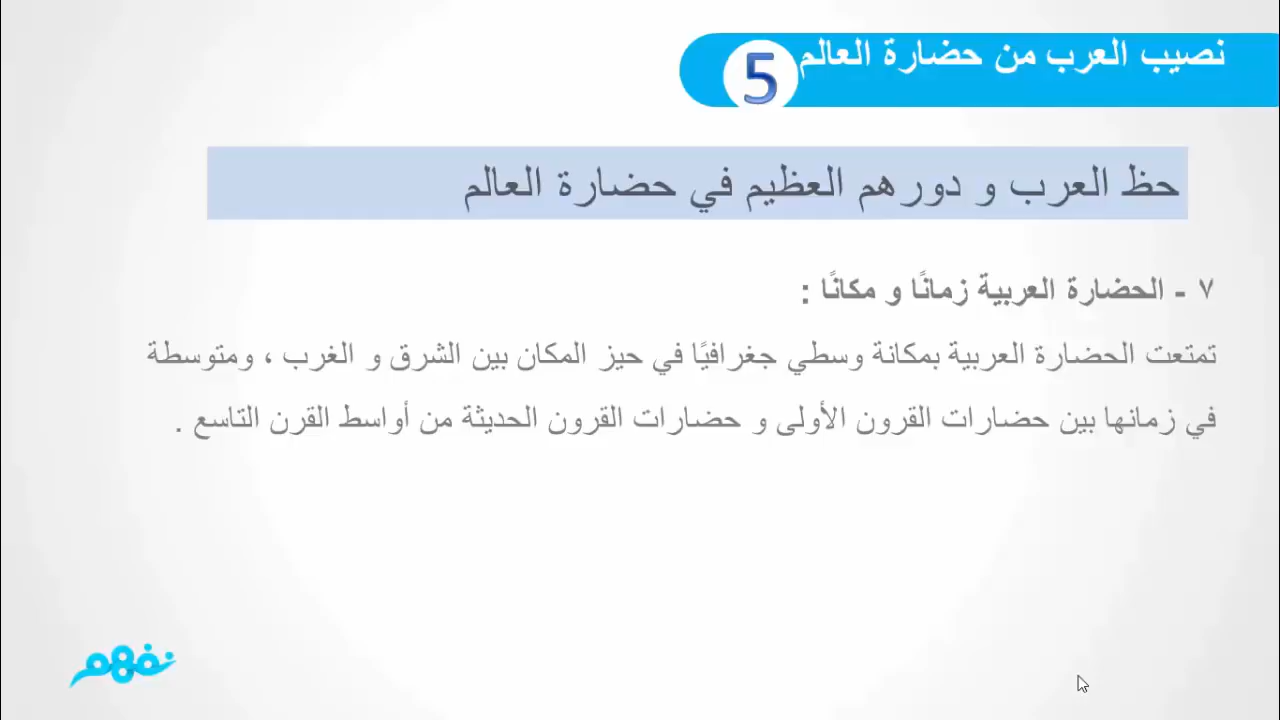 نصيب العرب من حضارة العالم
5
حظ العرب و دورهم العظيم في حضارة العالم
٧ - الحضارة العربية زمانًا و مكانًا :
تمتعت الحضارة العربية بمكانة وسطي جغرافيًا في حيز المكان بين الشرق و الغرب ، ومتوسطة
في زمانها بين حضارات القرون الأولى و حضارات القرون الحديثة من أواسط القرن التاسع .
نفهم